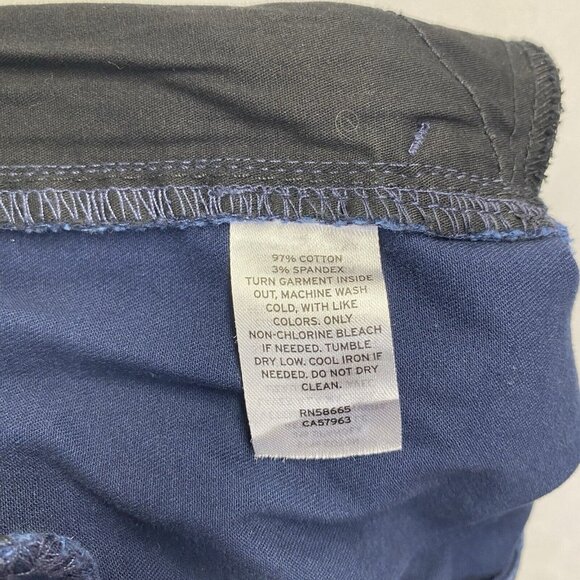 97% COTTON
3% SPANDEX
TURN GARMENT INSIDE
OUT, MACHINE WASH
COLD, WITH LIKE
COLORS. ONLY
NON-CHLORINE BLEACH
IF NEEDED. TUMBLE
DRY LOW. COOL IRON IF
NEEDED. DO NOT DRY
CLEAN.
RN58665
CA57963